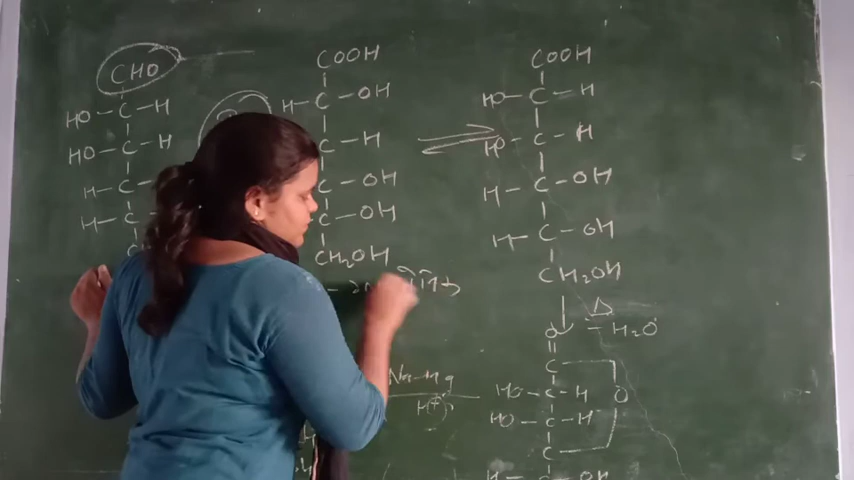 CHO
HO - C - H
HO - C - H
H - C
H - C
COOH
H - C - OH
C - H
C - OH
C - OH
CH₂OH
COOH
HO - C - H
HO - C - H
H - C - OH
H - C - OH
CH₂OH
Δ
- H₂O
O
C
HO - C - H
HO - C - H
O
C
H - C - OH
Na-Hg
H⁺